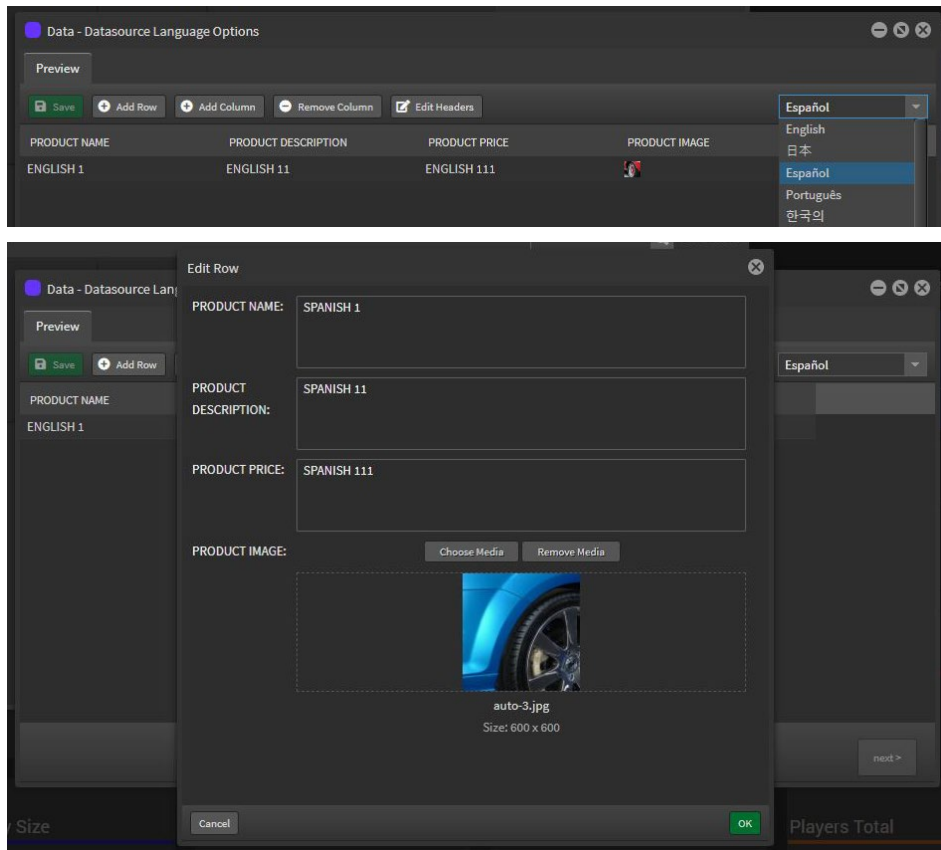 Data - Datasource Language Options
Preview
Save Add Row Add Column Remove Column Edit Headers Español
PRODUCT NAME PRODUCT DESCRIPTION PRODUCT PRICE PRODUCT IMAGE
ENGLISH 1 ENGLISH 11 ENGLISH 111
English
日本
Español
Português
한국의
Edit Row
Data - Datasource Lan
Preview
Save Add Row Español
PRODUCT NAME
ENGLISH 1
PRODUCT NAME: SPANISH 1
PRODUCT
DESCRIPTION:
SPANISH 11
PRODUCT PRICE: SPANISH 111
PRODUCT IMAGE: Choose Media Remove Media
auto-3.jpg
Size: 600 x 600
next >
Cancel OK
Size Players Total